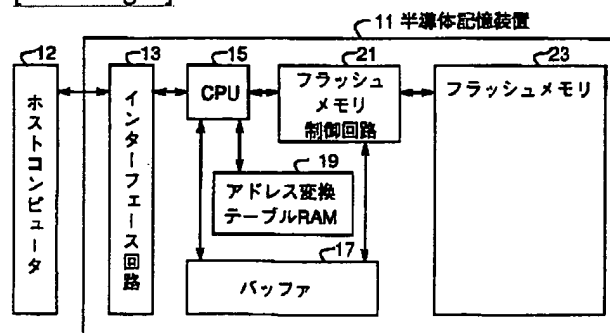 11 半導体記憶装置
12
13
15
21
23
ホストコンピュータ
インターフェース回路
CPU
フラッシュ
メモリ
制御回路
フラッシュメモリ
19
アドレス変換
テーブルRAM
17
バッファ